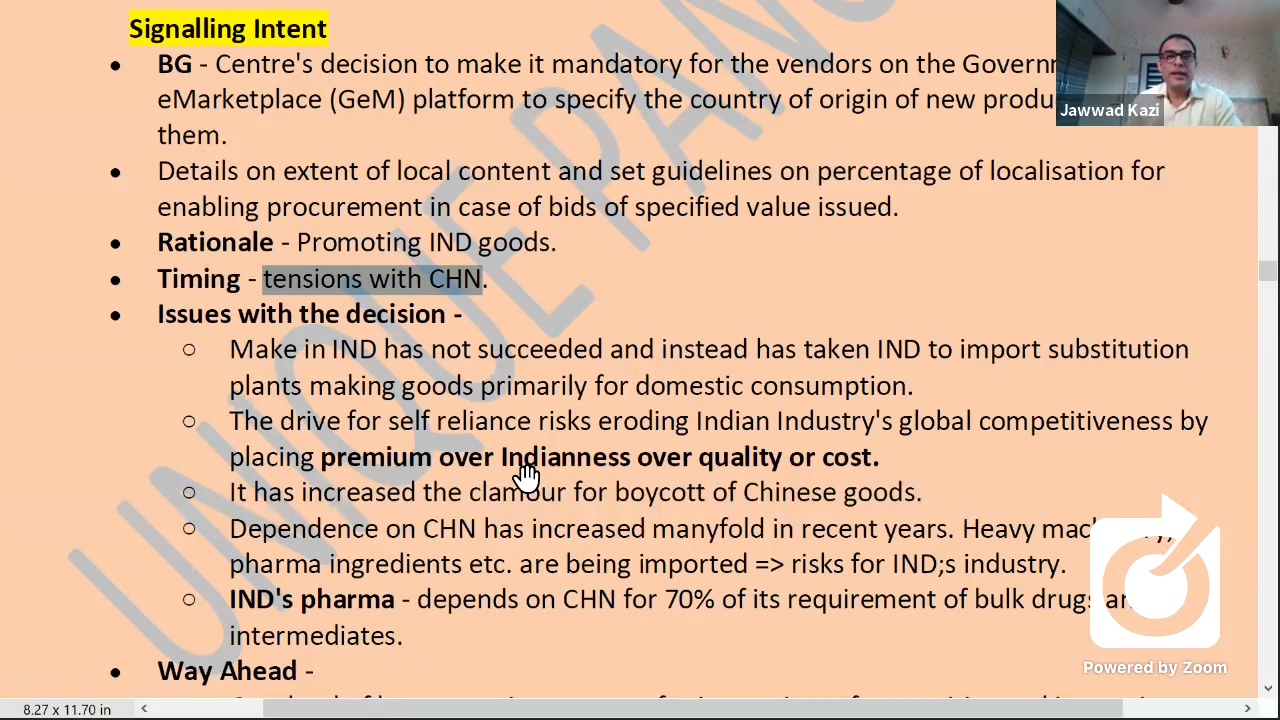 Signalling Intent
BG - Centre's decision to make it mandatory for the vendors on the
eMarketplace (GeM) platform to specify the country of origin of new
them.
Details on extent of local content and set guidelines on percentage of localisation for
enabling procurement in case of bids of specified value issued.
Rationale - Promoting IND goods.
Timing - tensions with CHN.
Issues with the decision -
Make in IND has not succeeded and instead has taken IND to import substitution
plants making goods primarily for domestic consumption.
The drive for self reliance risks eroding Indian Industry's global competitiveness by
placing premium over Indianness over quality or cost.
It has increased the clamour for boycott of Chinese goods.
Dependence on CHN has increased manyfold in recent years. Heavy
pharma ingredients etc. are being imported => risks for IND;s industry.
IND's pharma - depends on CHN for 70% of its requirement of bulk drugs
intermediates.
Way Ahead -
Jawwad Kazi
UNIQUE
Powered by Zoom
8.27 x 11.70 in